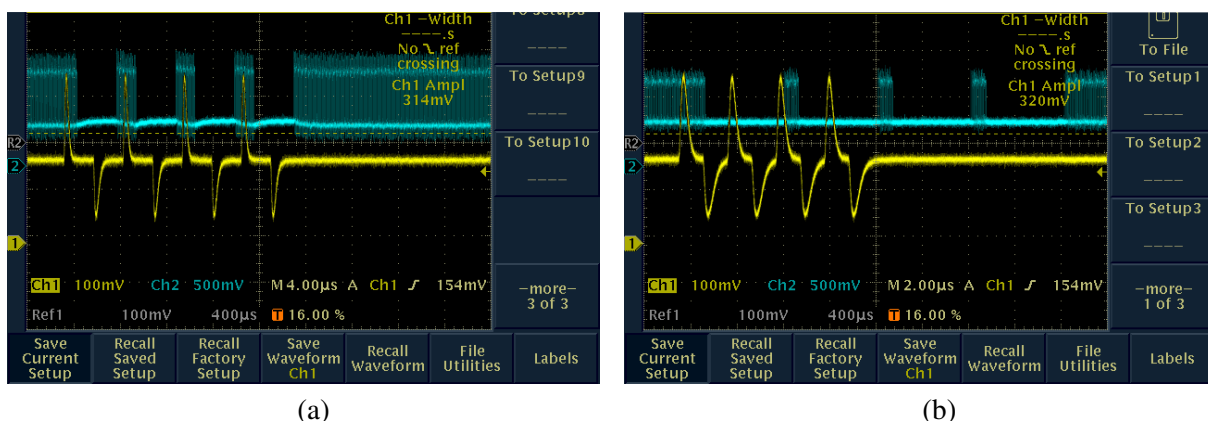 To Setup8
Ch1 −Width
−−−−.s
No ref
crossing
Ch1 Ampl
314mV
−−−−
To Setup9
−−−−
To Setup10
−−−−
−more−
3 of 3
R2
2
1
Ch1 100mV Ch2 500mV M 4.00µs A Ch1 154mV
Ref1 100mV 400µs T 16.00 %
Save Current Setup
Recall Saved Setup
Recall Factory Setup
Save Waveform Ch1
Recall Waveform
File Utilities
Labels
(a)
Ch1 −Width
−−−−.s
No ref
crossing
Ch1 Ampl
320mV
To File
To Setup1
−−−−
To Setup2
−−−−
To Setup3
−−−−
−more−
1 of 3
R2
2
1
Ch1 100mV Ch2 500mV M 2.00µs A Ch1 154mV
Ref1 100mV 400µs T 16.00 %
Save Current Setup
Recall Saved Setup
Recall Factory Setup
Save Waveform Ch1
Recall Waveform
File Utilities
Labels
(b)